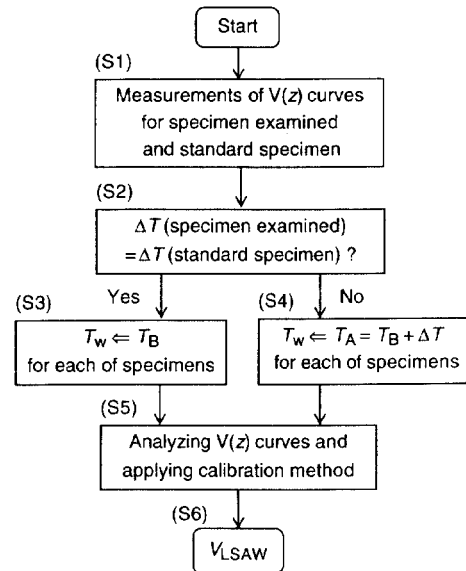 Start
(S1)
Measurements of V(z) curves
for specimen examined
and standard specimen
(S2)
ΔT (specimen examined)
=ΔT (standard specimen) ?
(S3) Yes No (S4)
T_w ⇐ T_B
for each of specimens
T_w ⇐ T_A = T_B + ΔT
for each of specimens
(S5)
Analyzing V(z) curves and
applying calibration method
(S6)
V_LSAW